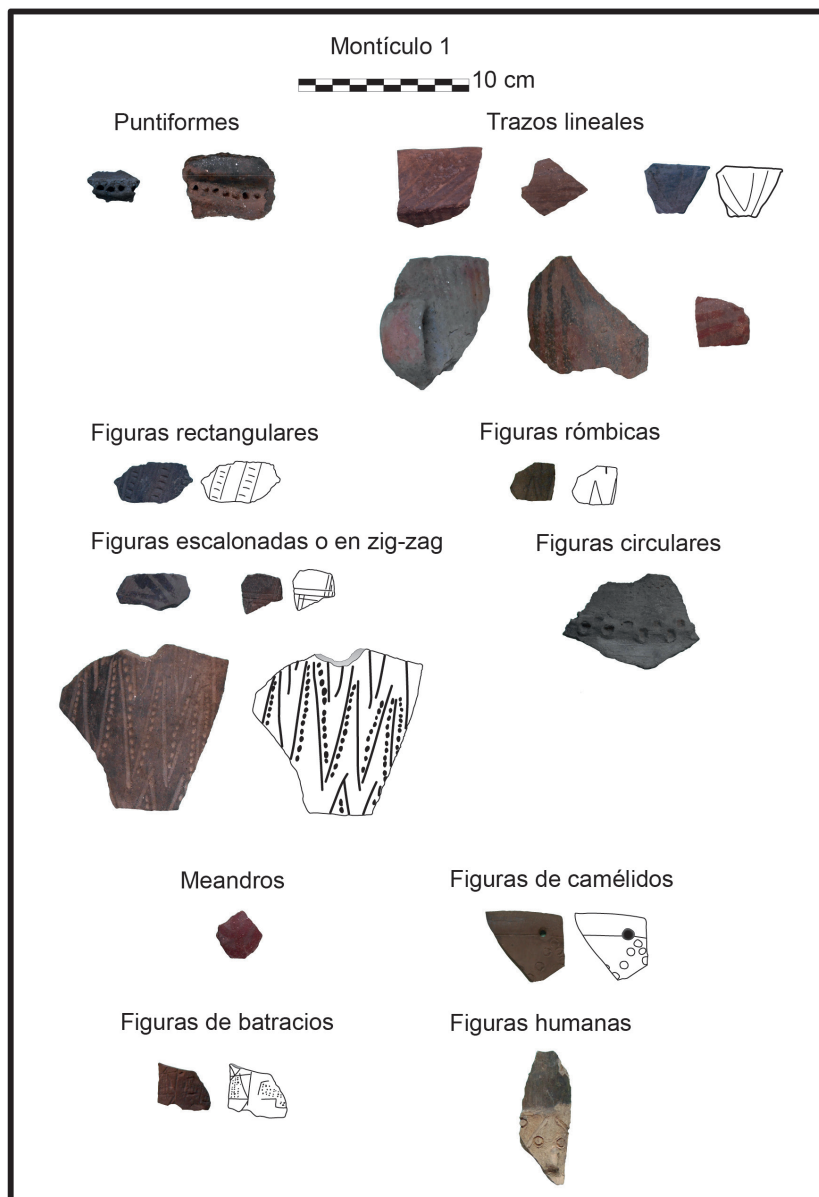 Montículo 1
10 cm
Puntiformes
Trazos lineales
Figuras rectangulares
Figuras rómbicas
Figuras escalonadas o en zig-zag
Figuras circulares
Meandros
Figuras de camélidos
Figuras de batracios
Figuras humanas